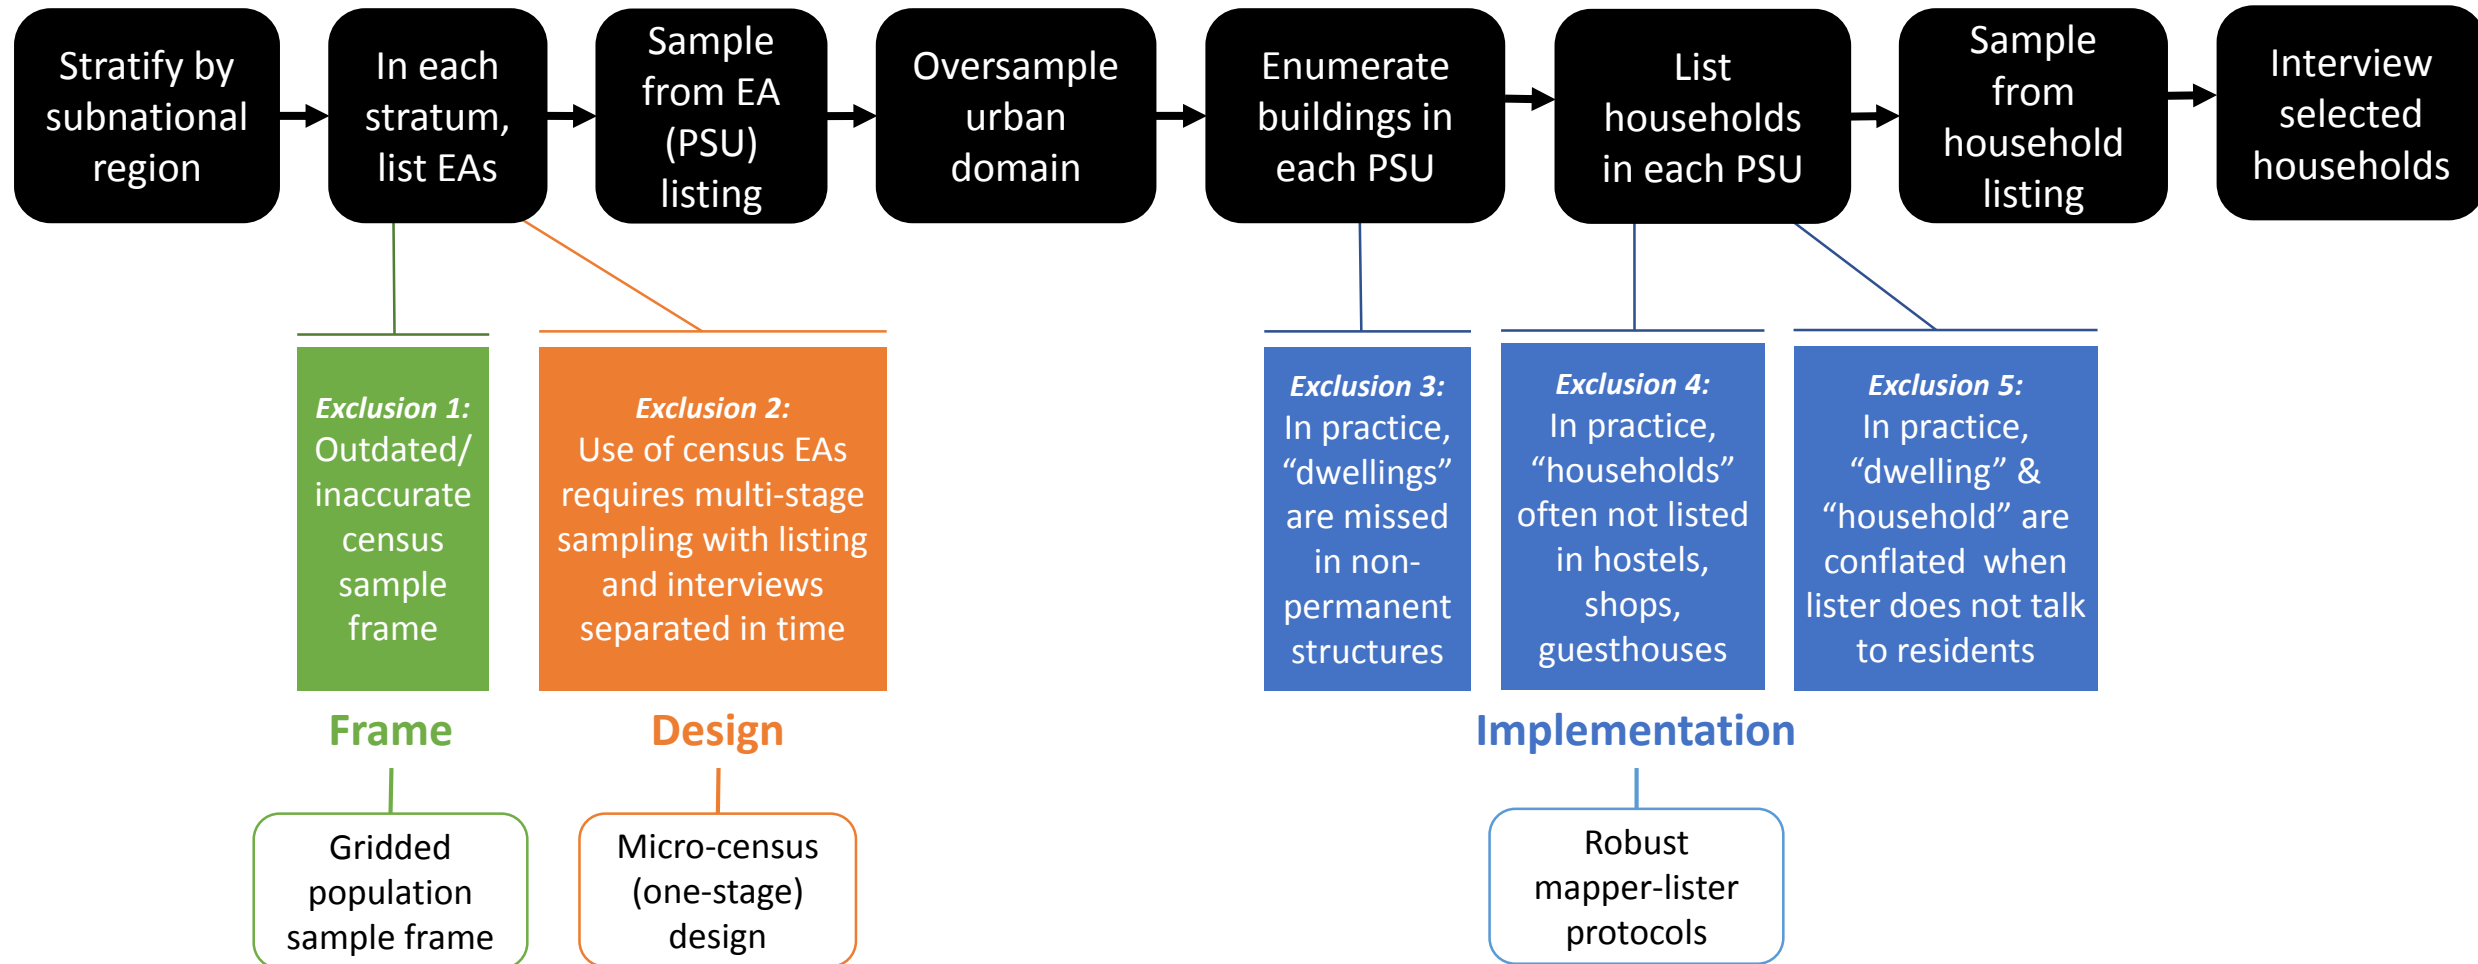 Stratify by
subnational
region
In each
stratum,
list EAs
Sample
from EA
(PSU)
listing
Oversample
urban
domain
Enumerate
buildings in
each PSU
List
households
in each PSU
Sample
from
household
listing
Interview
selected
households
Exclusion 1:
Outdated/
inaccurate
census
sample
frame
Exclusion 2:
Use of census EAs
requires multi-stage
sampling with listing
and interviews
separated in time
Exclusion 3:
In practice,
“dwellings”
are missed
in non-
permanent
structures
Exclusion 4:
In practice,
“households”
often not listed
in hostels,
shops,
guesthouses
Exclusion 5:
In practice,
“dwelling” &
“household” are
conflated when
lister does not talk
to residents
Frame
Design
Implementation
Gridded
population
sample frame
Micro-census
(one-stage)
design
Robust
mapper-lister
protocols